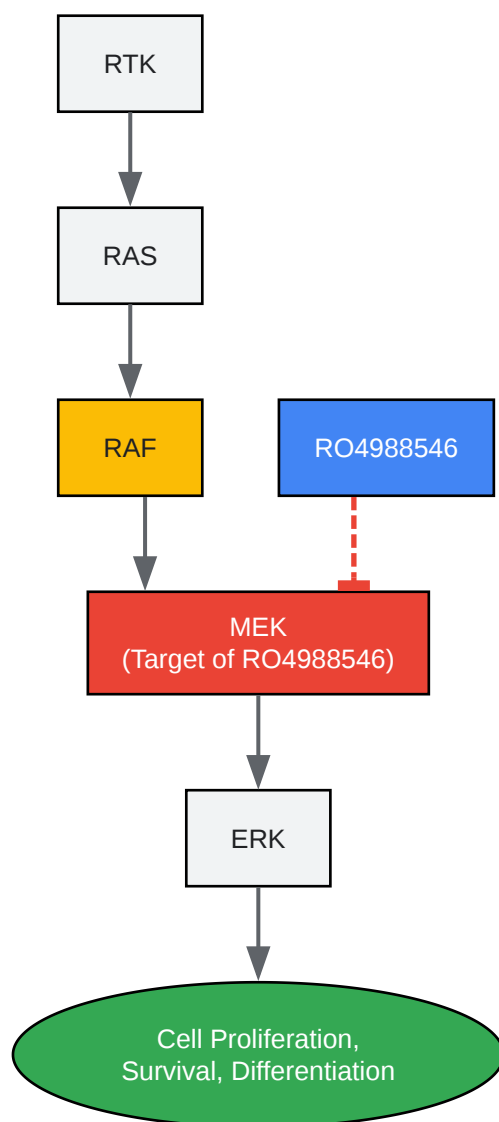 RTK
RAS
RAF
RO4988546
MEK
(Target of RO4988546)
ERK
Cell Proliferation,
Survival, Differentiation